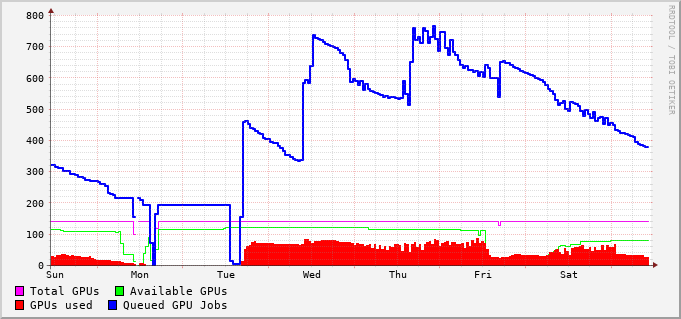 800
700
600
500
400
300
200
100
0
Sun Mon Tue Wed Thu Fri Sat
RRDTOOL / TOBI OETIKER
Total GPUs Available GPUs
GPUs used Queued GPU Jobs